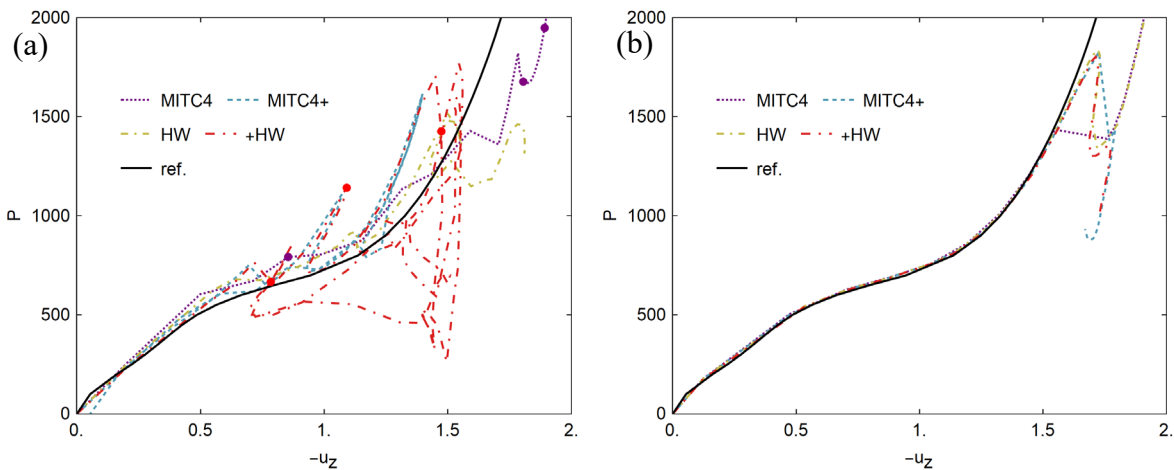 (a)
2000
1500
1000
500
0
P
MITC4 MITC4+
HW +HW
ref.
0. 0.5 1. 1.5 2.
-uz
(b)
2000
1500
1000
500
0
P
MITC4 MITC4+
HW +HW
ref.
0. 0.5 1. 1.5 2.
-uz